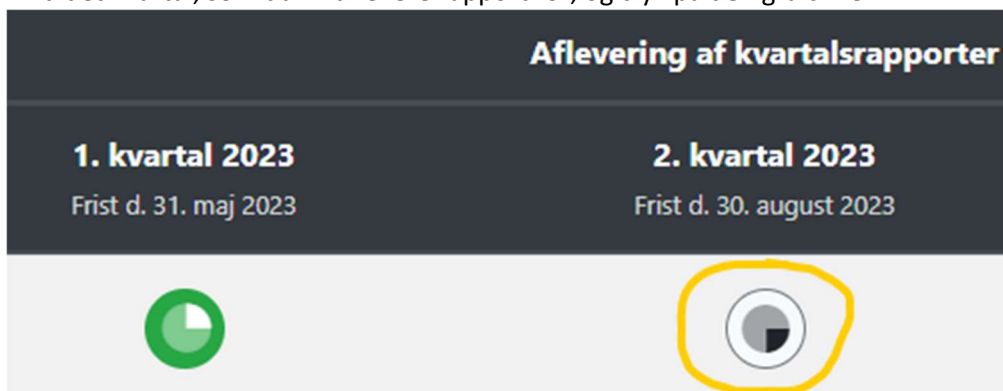 Aflevering af kvartalsrapporter
1. kvartal 2023
Frist d. 31. maj 2023
2. kvartal 2023
Frist d. 30. august 2023